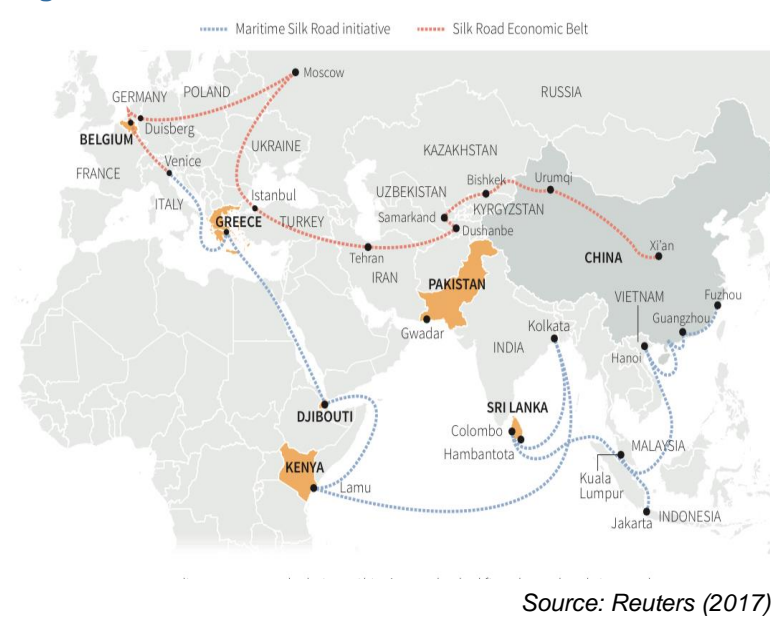 Maritime Silk Road initiative
Silk Road Economic Belt
Moscow
GERMANY
POLAND
RUSSIA
Duisberg
BELGIUM
UKRAINE
KAZAKHSTAN
Venice
FRANCE
Bishkek
Urumqi
Istanbul
UZBEKISTAN
ITALY
KYRGYZSTAN
GREECE
TURKEY
Samarkand
Dushanbe
Xi'an
Tehran
CHINA
IRAN
PAKISTAN
VIETNAM
Fuzhou
Guangzhou
Gwadar
Kolkata
INDIA
Hanoi
SRI LANKA
DJIBOUTI
Colombo
MALAYSIA
Hambantota
KENYA
Lamu
Kuala
Lumpur
Jakarta
INDONESIA
Source: Reuters (2017)